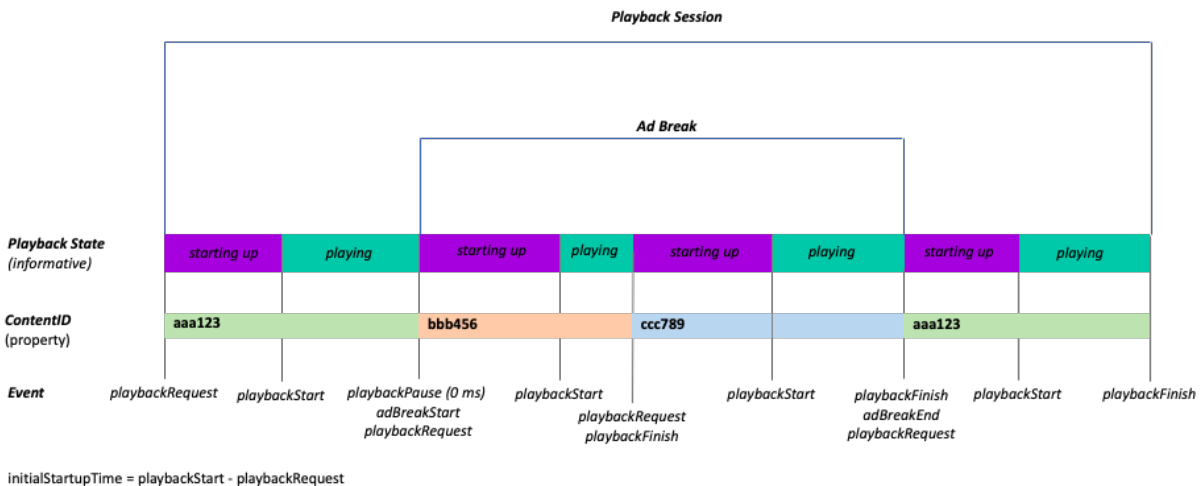 Playback Session
Ad Break
Playback State
(informative)
starting up
playing
starting up
playing
starting up
playing
starting up
playing
ContentID
(property)
aaa123
bbb456
ccc789
aaa123
Event
playbackRequest
playbackStart
playbackPause (0 ms)
adBreakStart
playbackRequest
playbackStart
playbackRequest
playbackFinish
playbackStart
playbackFinish
adBreakEnd
playbackRequest
playbackStart
playbackFinish
initialStartupTime = playbackStart - playbackRequest